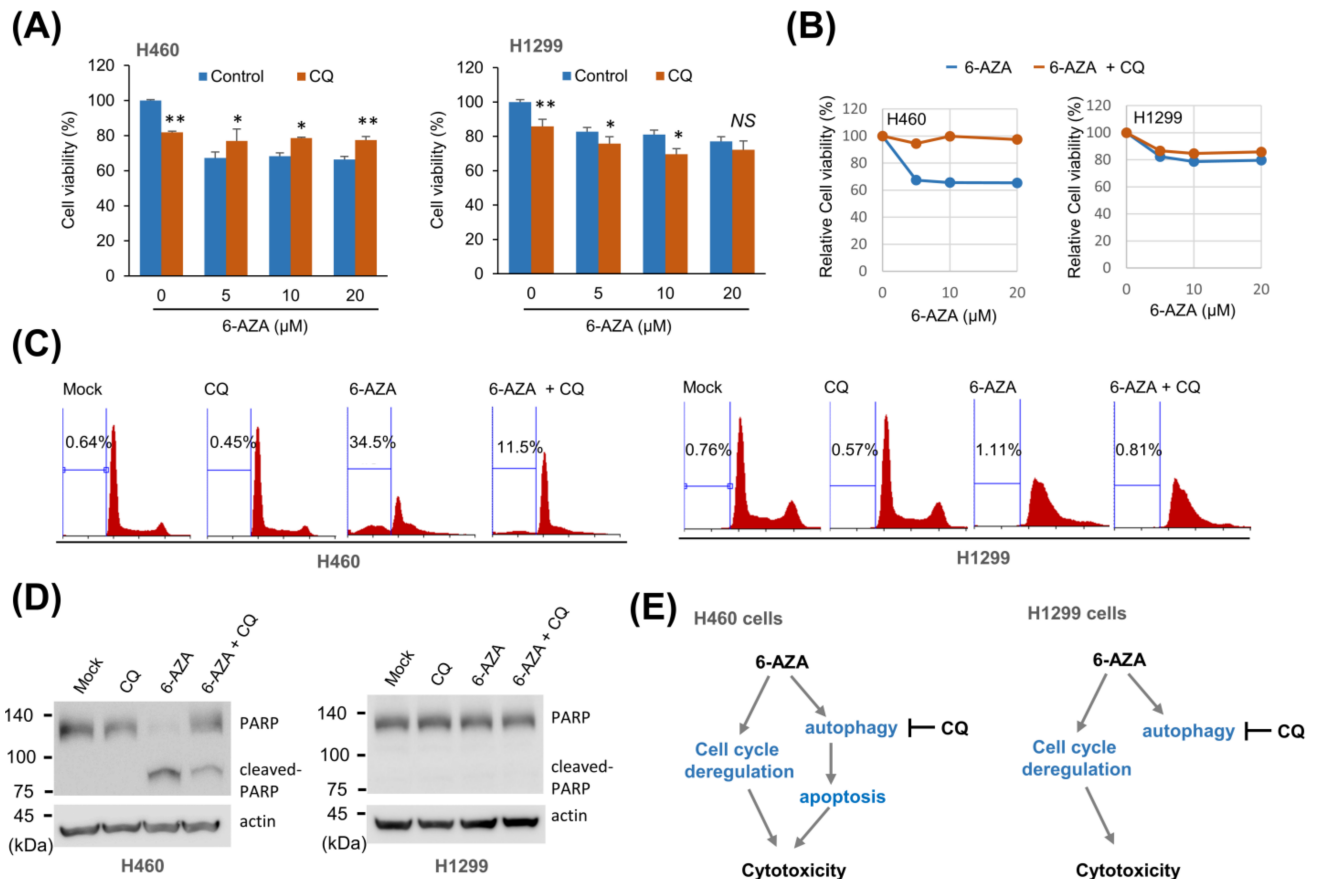 (A)
H460
Control CQ
Cell viability (%)
120
100
80
60
40
20
0
** * * **
0 5 10 20
6-AZA (µM)
H1299
Control CQ
Cell viability (%)
120
100
80
60
40
20
0
** * * NS
0 5 10 20
6-AZA (µM)
(B)
6-AZA 6-AZA + CQ
H460
Relative Cell viability (%)
120
100
80
60
40
20
0
0 10 20
6-AZA (µM)
H1299
Relative Cell viability (%)
120
100
80
60
40
20
0
0 10 20
6-AZA (µM)
(C)
Mock CQ 6-AZA 6-AZA + CQ
0.64% 0.45% 34.5% 11.5%
H460
Mock CQ 6-AZA 6-AZA + CQ
0.76% 0.57% 1.11% 0.81%
H1299
(D)
Mock CQ 6-AZA 6-AZA + CQ
140 PARP
100
cleaved-
PARP
75
45 actin
(kDa)
H460
Mock CQ 6-AZA 6-AZA + CQ
140 PARP
100
cleaved-
PARP
75
45 actin
(kDa)
H1299
(E)
H460 cells
6-AZA
autophagy CQ
Cell cycle
deregulation
apoptosis
Cytotoxicity
H1299 cells
6-AZA
autophagy CQ
Cell cycle
deregulation
Cytotoxicity